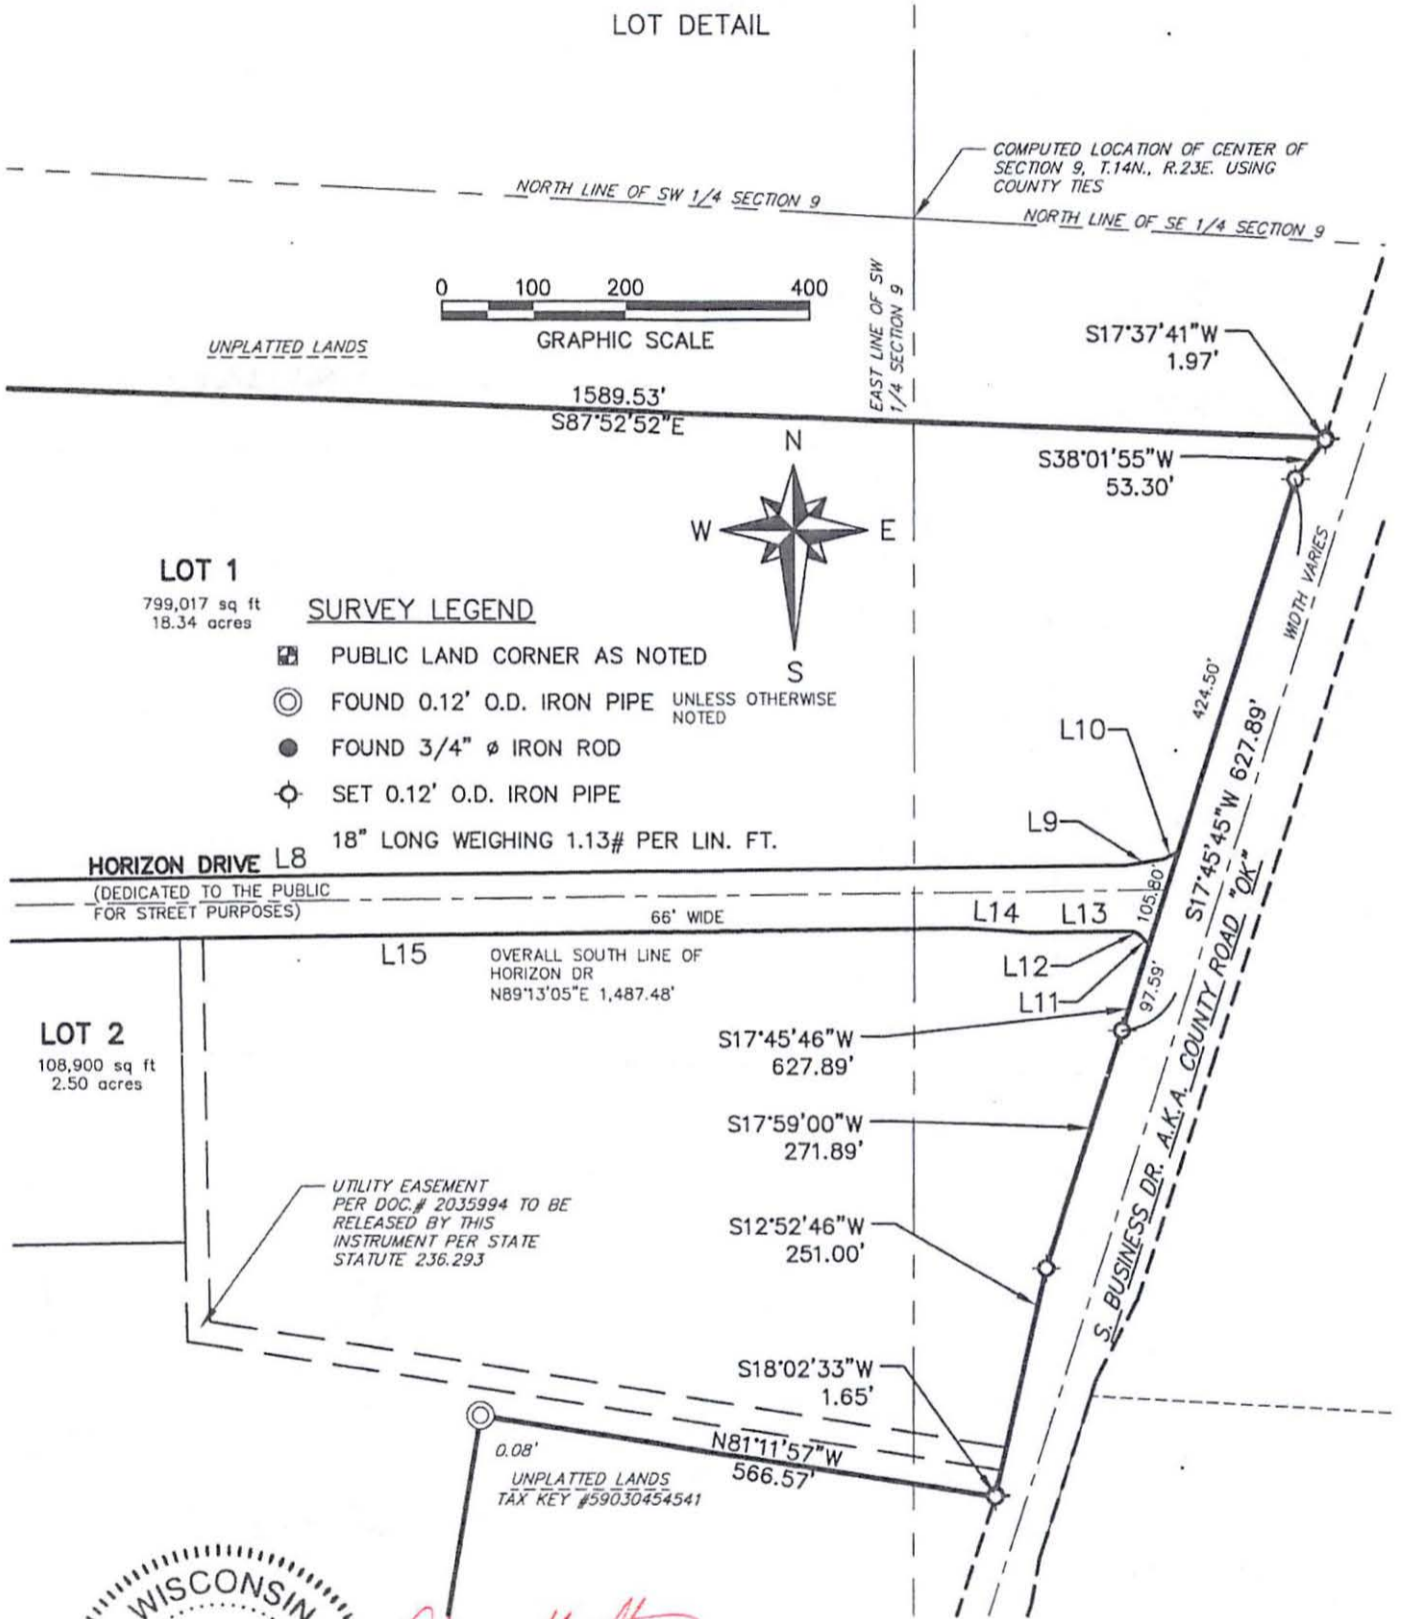 LOT DETAIL
COMPUTED LOCATION OF CENTER OF
SECTION 9, T.14N., R.23E. USING
COUNTY TIES
NORTH LINE OF SW 1/4 SECTION 9
NORTH LINE OF SE 1/4 SECTION 9
EAST LINE OF SW
1/4 SECTION 9
0 100 200 400
GRAPHIC SCALE
UNPLATTED LANDS
S17°37'41"W
1.97'
1589.53'
S87°52'52"E
N
W E
S
S38°01'55"W
53.30'
WIDTH VARIES
LOT 1
799,017 sq ft
18.34 acres
SURVEY LEGEND
PUBLIC LAND CORNER AS NOTED
FOUND 0.12' O.D. IRON PIPE UNLESS OTHERWISE
NOTED
FOUND 3/4" ø IRON ROD
SET 0.12' O.D. IRON PIPE
18" LONG WEIGHING 1.13# PER LIN. FT.
424.50'
L10
S17°45'45"W 627.89'
L9
HORIZON DRIVE L8
(DEDICATED TO THE PUBLIC
FOR STREET PURPOSES)
105.80'
66' WIDE
L14 L13
L15
OVERALL SOUTH LINE OF
HORIZON DR
N89°13'05"E 1,487.48'
L12
L11
97.59'
LOT 2
108,900 sq ft
2.50 acres
S17°45'46"W
627.89'
S17°59'00"W
271.89'
S. BUSINESS DR. A.K.A. COUNTY ROAD "OK"
UTILITY EASEMENT
PER DOC.# 2035994 TO BE
RELEASED BY THIS
INSTRUMENT PER STATE
STATUTE 236.293
S12°52'46"W
251.00'
S18°02'33"W
1.65'
N81°11'57"W
566.57'
0.08'
UNPLATTED LANDS
TAX KEY #59030454541
WISCONSIN